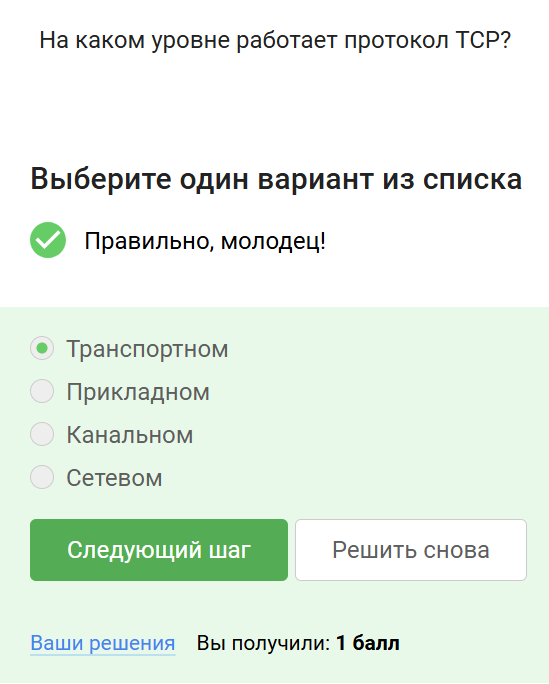 На каком уровне работает протокол TCP?
Выберите один вариант из списка
Правильно, молодец!
Транспортном
Прикладном
Канальном
Сетевом
Следующий шаг
Решить снова
Ваши решения Вы получили: 1 балл